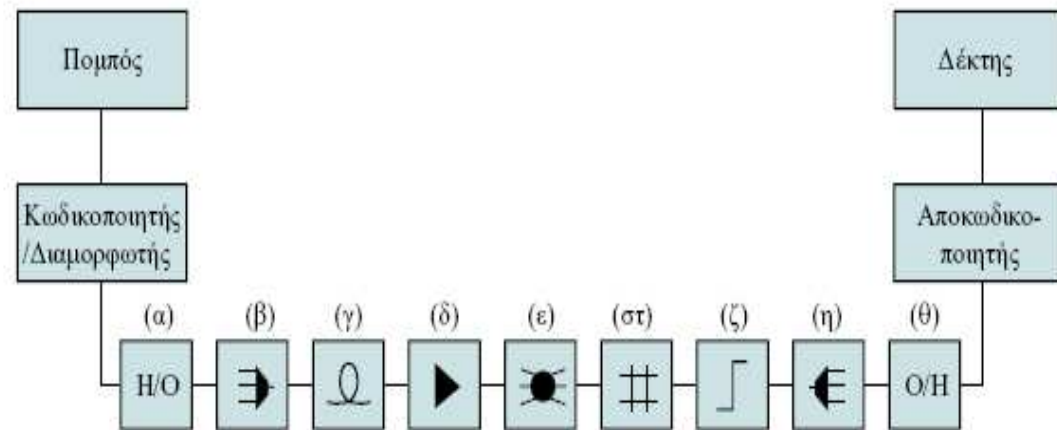 Πομπός
Δέκτης
Κωδικοποιητής
/Διαμορφωτής
Αποκωδικο-
ποιητής
(α) (β) (γ) (δ) (ε) (στ) (ζ) (η) (θ)
Η/Ο Ο/Η